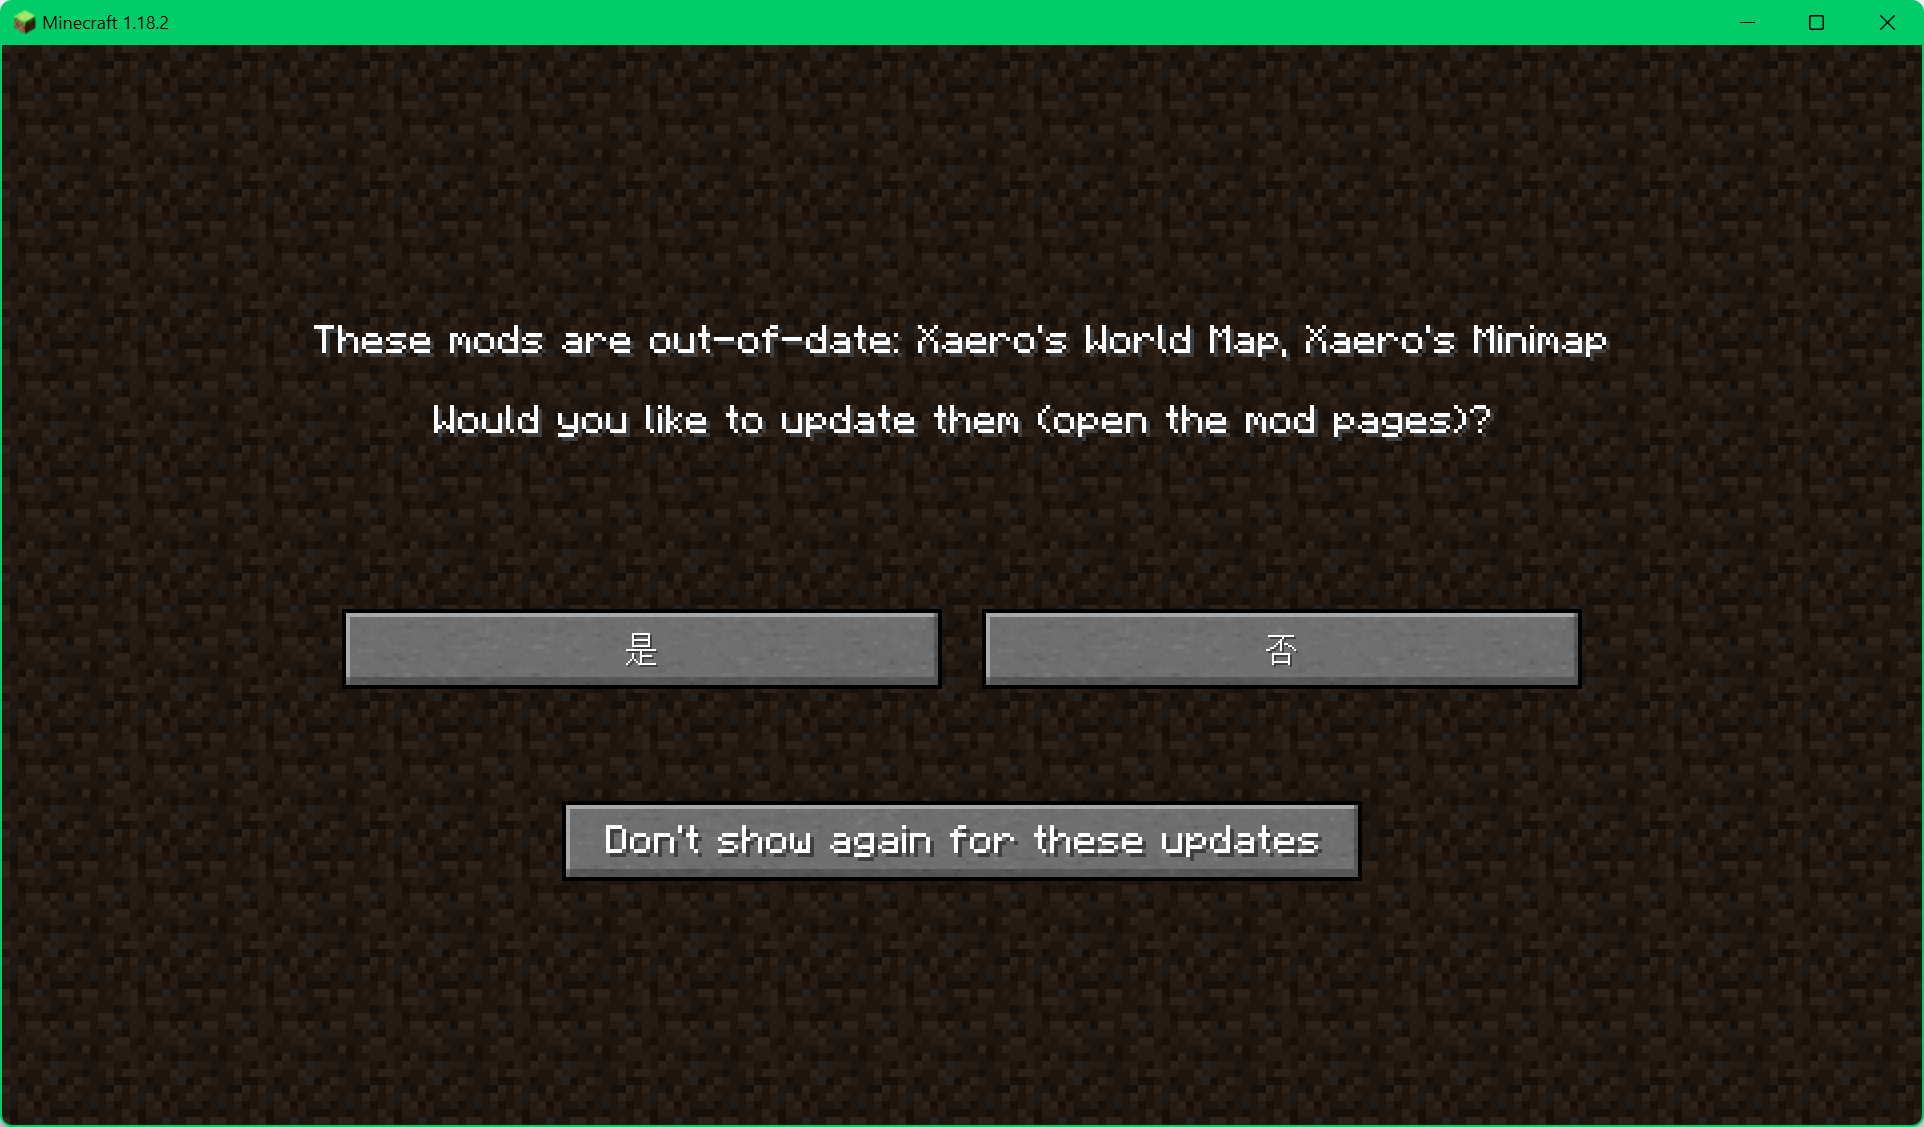 Minecraft 1.18.2
These mods are out-of-date: Xaero's World Map, Xaero's Minimap
Would you like to update them (open the mod pages)?
是
否
Don't show again for these updates